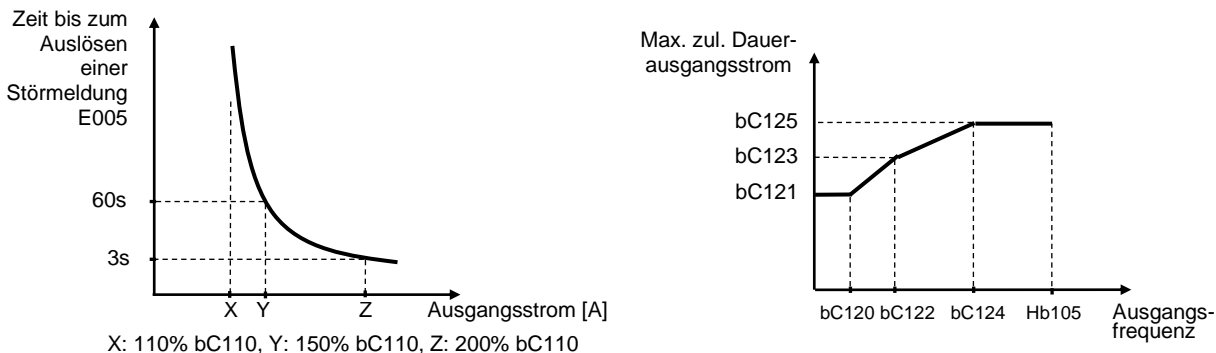 Zeit bis zum
Auslösen
einer
Störmeldung
E005
60s
3s
X Y Z Ausgangsstrom [A]
X: 110% bC110, Y: 150% bC110, Z: 200% bC110
Max. zul. Dauer-
ausgangsstrom
bC125
bC123
bC121
bC120 bC122 bC124 Hb105 Ausgangs-
frequenz